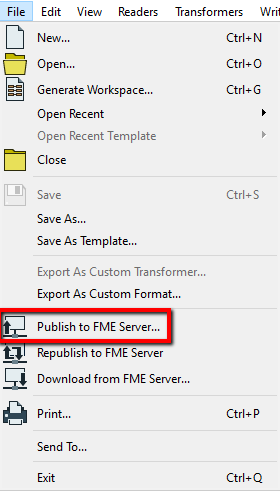 File Edit View Readers Transformers
New... Ctrl+N
Open... Ctrl+O
Generate Workspace... Ctrl+G
Open Recent
Open Recent Template
Close
Save Ctrl+S
Save As...
Save As Template...
Export As Custom Transformer...
Export As Custom Format...
Publish to FME Server...
Republish to FME Server
Download from FME Server...
Print... Ctrl+P
Send To...
Exit Ctrl+Q